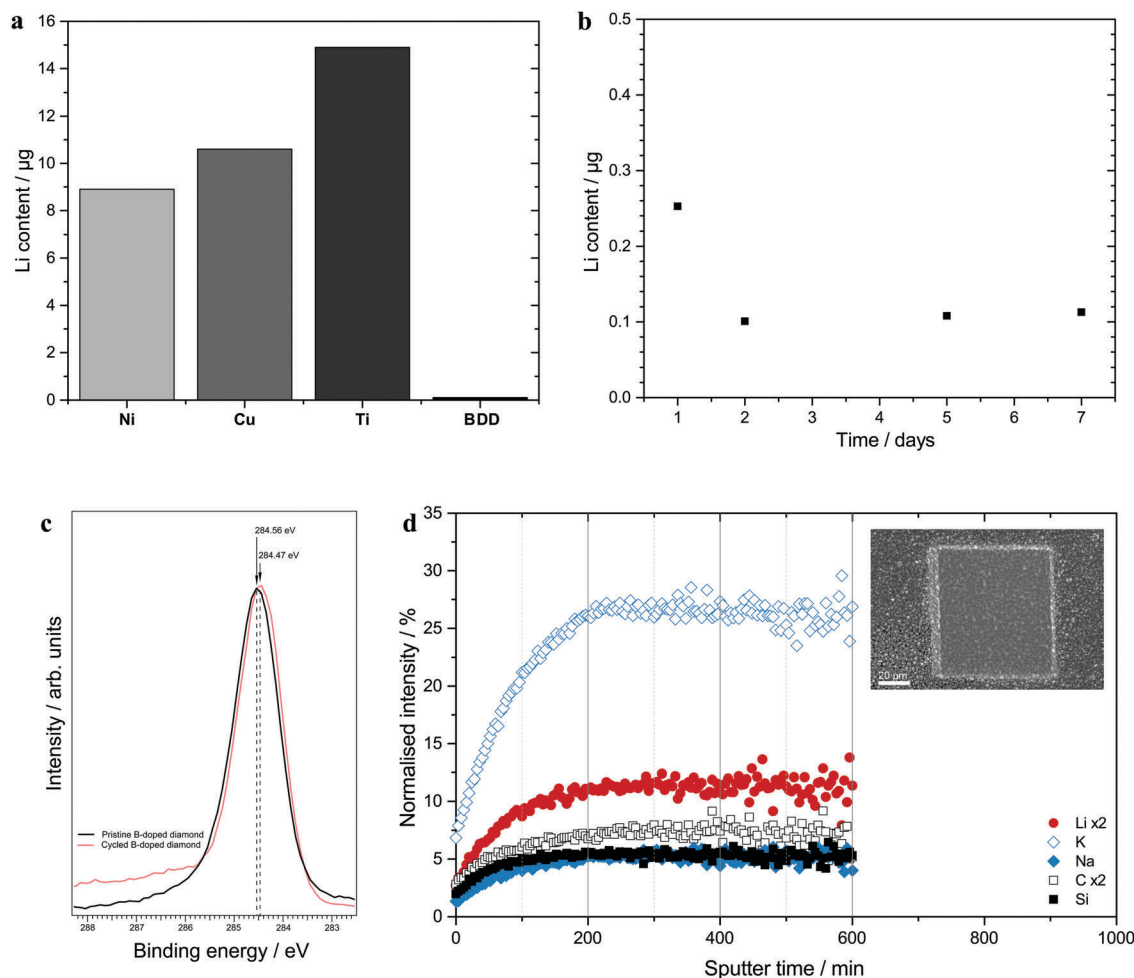 a
16
14
12
10
8
6
4
2
0
Li content / µg
Ni Cu Ti BDD
b
0.5
0.4
0.3
0.2
0.1
0.0
Li content / µg
1 2 3 4 5 6 7
Time / days
c
284.56 eV
284.47 eV
Intensity / arb. units
Pristine B-doped diamond
Cycled B-doped diamond
288 287 286 285 284 283
Binding energy / eV
d
35
30
25
20
15
10
5
0
Normalised intensity / %
20 µm
Li x2
K
Na
C x2
Si
0 200 400 600 800 1000
Sputter time / min